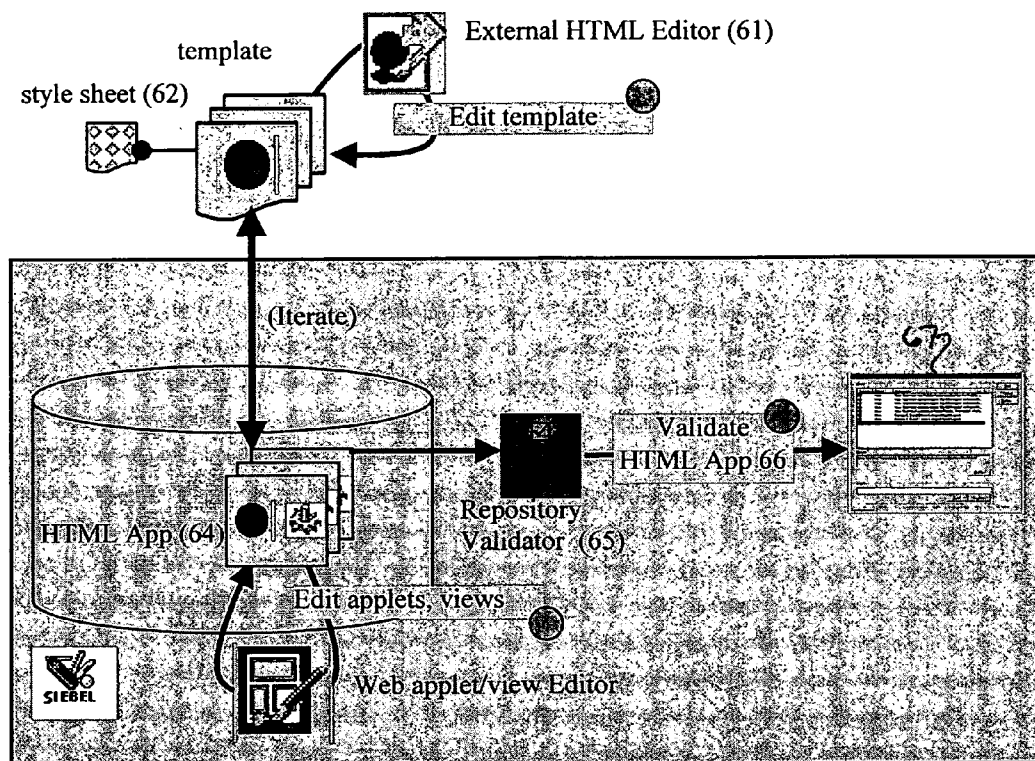 External HTML Editor (61)
template
style sheet (62)
Edit template
(Iterate)
67
Validate
HTML App 66
Repository
Validator (65)
HTML App (64)
Edit applets, views
Web applet/view Editor
SIEBEL